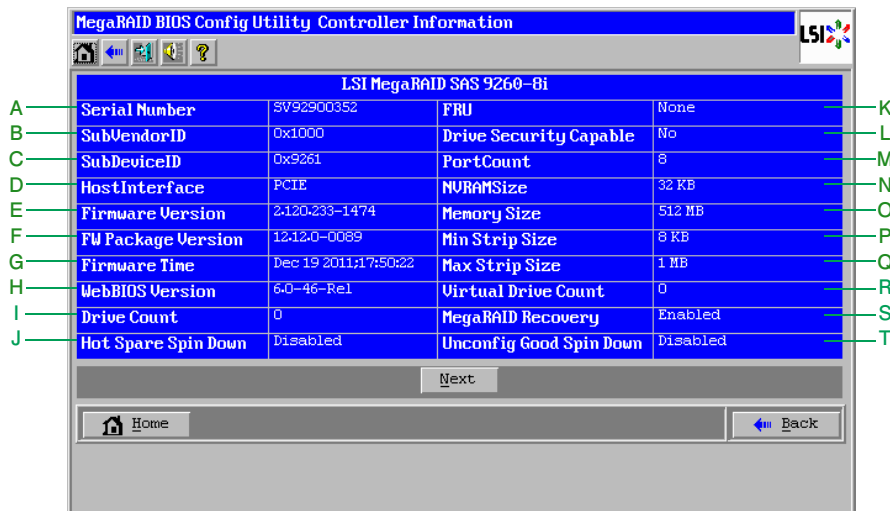 MegaRAID BIOS Config Utility Controller Information
LSI
LSI MegaRAID SAS 9260-8i
A Serial Number SV92900352 FRU None K
B SubVendorID 0x1000 Drive Security Capable No L
C SubDeviceID 0x9261 PortCount 8 M
D HostInterface PCIE NVRAMSize 32 KB N
E Firmware Version 2.120.233-1474 Memory Size 512 MB O
F FW Package Version 12.12.0-0089 Min Strip Size 8 KB P
G Firmware Time Dec 19 2011;17:50:22 Max Strip Size 1 MB Q
H WebBIOS Version 6.0-46-Rel Virtual Drive Count 0 R
I Drive Count 0 MegaRAID Recovery Enabled S
J Hot Spare Spin Down Disabled Unconfig Good Spin Down Disabled T
Next
Home Back